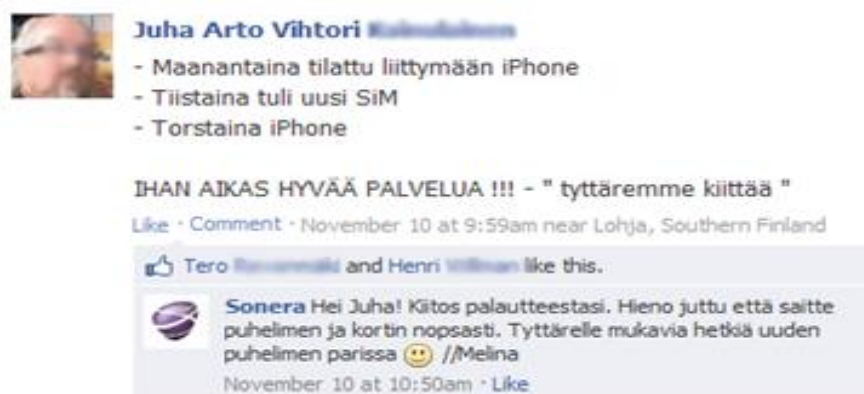 Juha Arto Vihtori
- Maanantaina tilattu liittymään iPhone
- Tiistaina tuli uusi SiM
- Torstaina iPhone
IHAN AIKAS HYVÄÄ PALVELUA !!! - " tyttäremme kiittää "
Like · Comment · November 10 at 9:59am near Lohja, Southern Finland
Tero and Henri like this.
Sonera Hei Juha! Kiitos palautteestasi. Hieno juttu että saitte
puhelimen ja kortin nopsasti. Tyttärelle mukavia hetkiä uuden
puhelimen parissa //Melina
November 10 at 10:50am · Like